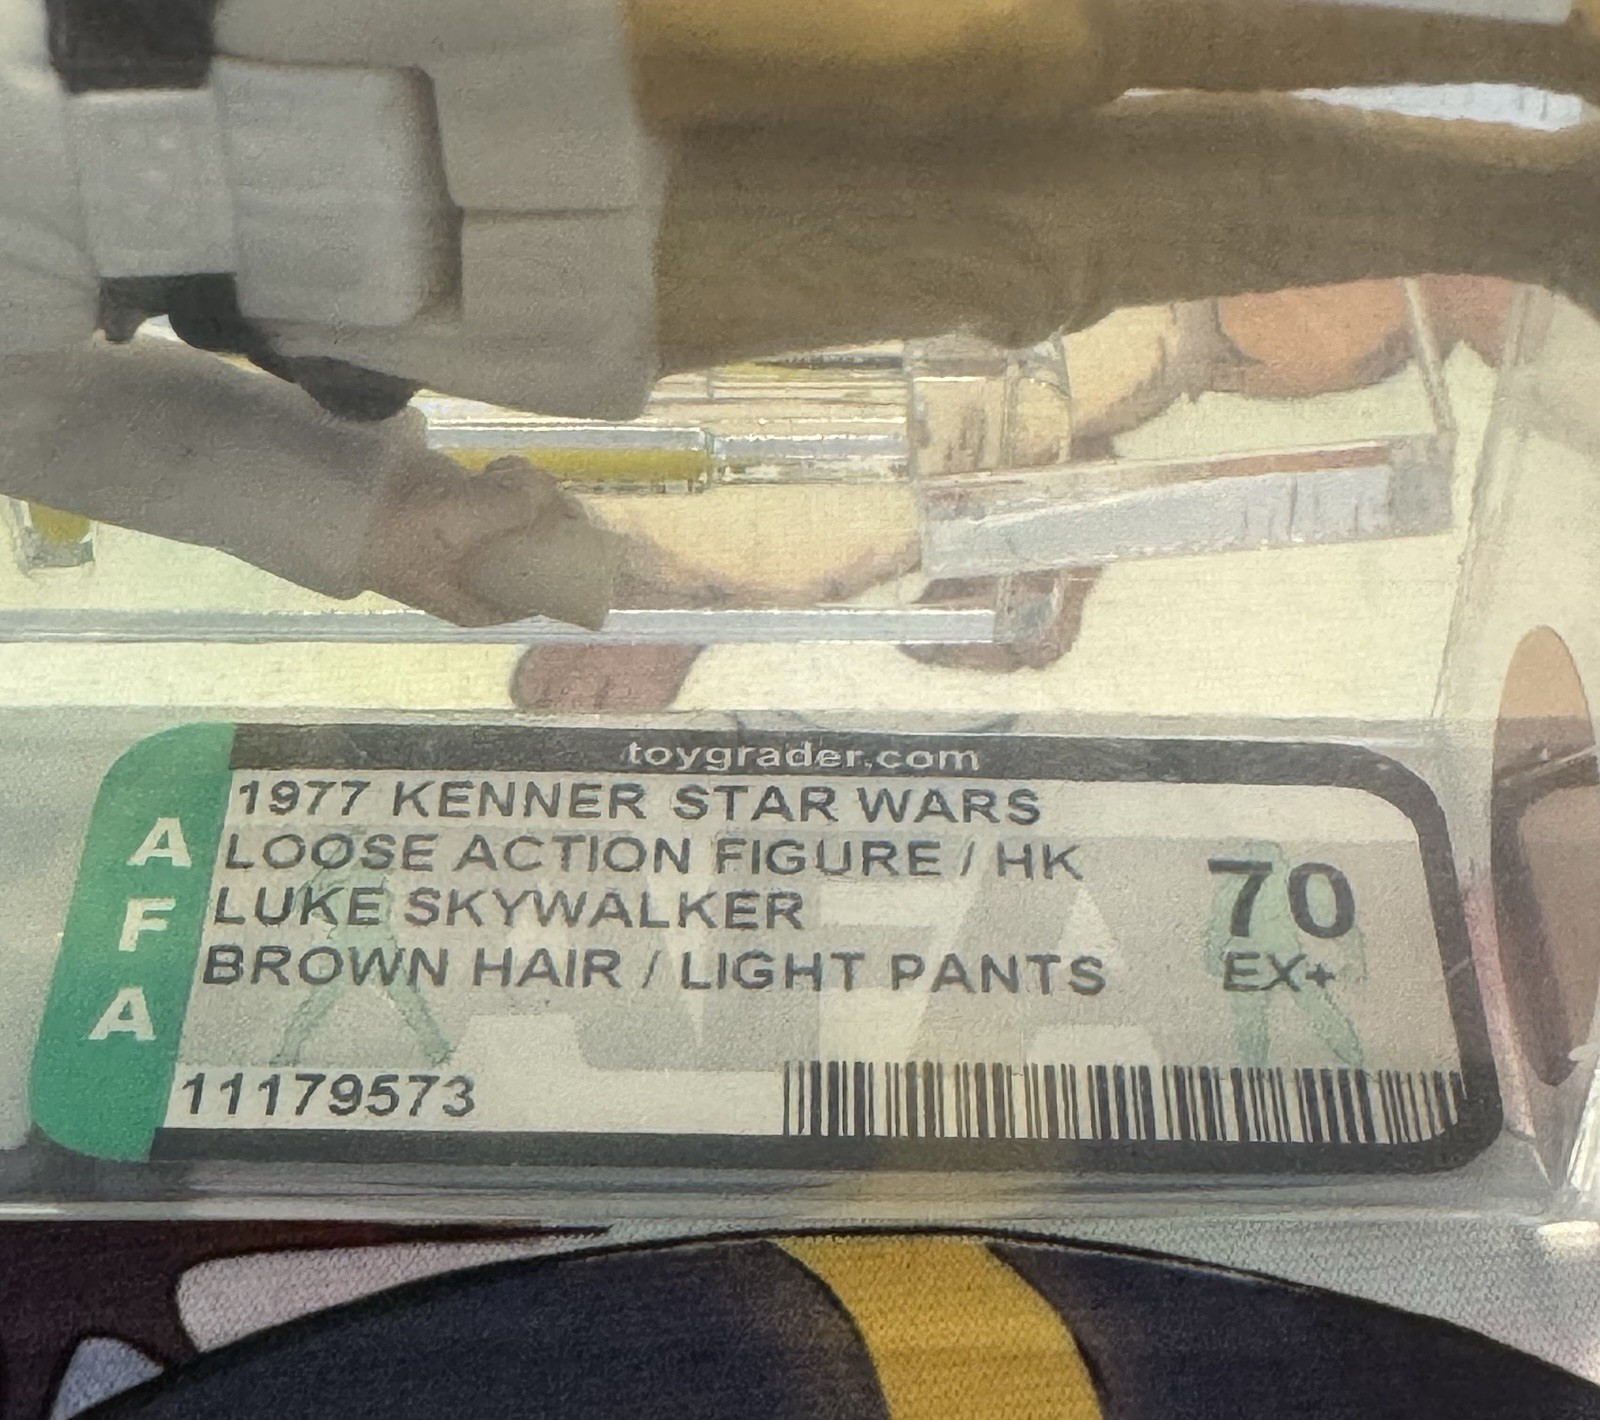 toygrader.com
AFA
1977 KENNER STAR WARS
LOOSE ACTION FIGURE / HK
LUKE SKYWALKER
BROWN HAIR / LIGHT PANTS
70
EX+
11179573